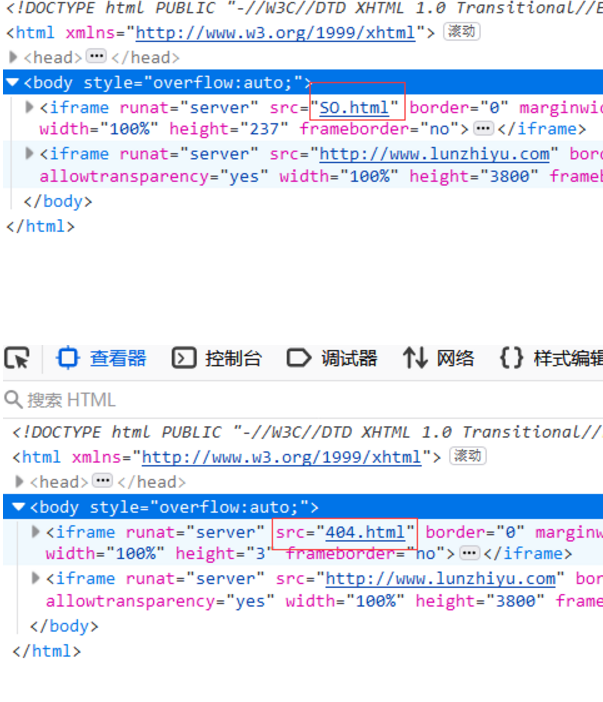 <!DOCTYPE html PUBLIC "-//W3C//DTD XHTML 1.0 Transitional//E
<html xmlns="http://www.w3.org/1999/xhtml"> 滚动
<head>⋯</head>
<body style="overflow:auto;">
<iframe runat="server" src="SO.html" border="0" marginwid
width="100%" height="237" frameborder="no">⋯</iframe>
<iframe runat="server" src="http://www.lunzhiyu.com" bor
allowtransparency="yes" width="100%" height="3800" frameb
</body>
</html>
查看器 控制台 调试器 网络 {} 样式编辑
搜索 HTML
<!DOCTYPE html PUBLIC "-//W3C//DTD XHTML 1.0 Transitional//
<html xmlns="http://www.w3.org/1999/xhtml"> 滚动
<head>⋯</head>
<body style="overflow:auto;">
<iframe runat="server" src="404.html" border="0" marginw
width="100%" height="3" frameborder="no">⋯</iframe>
<iframe runat="server" src="http://www.lunzhiyu.com" bor
allowtransparency="yes" width="100%" height="3800" frame
</body>
</html>